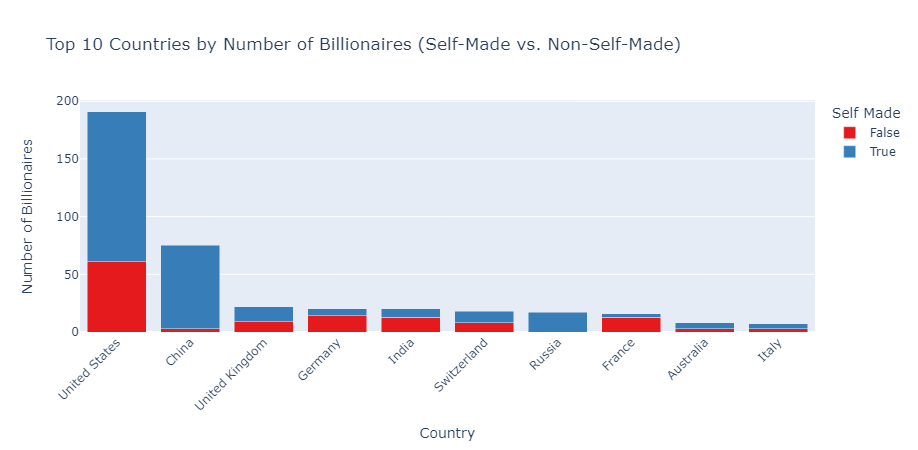 Top 10 Countries by Number of Billionaires (Self-Made vs. Non-Self-Made)
Self Made
False
True
Number of Billionaires
200
150
100
50
0
United States
China
United Kingdom
Germany
India
Switzerland
Russia
France
Australia
Italy
Country